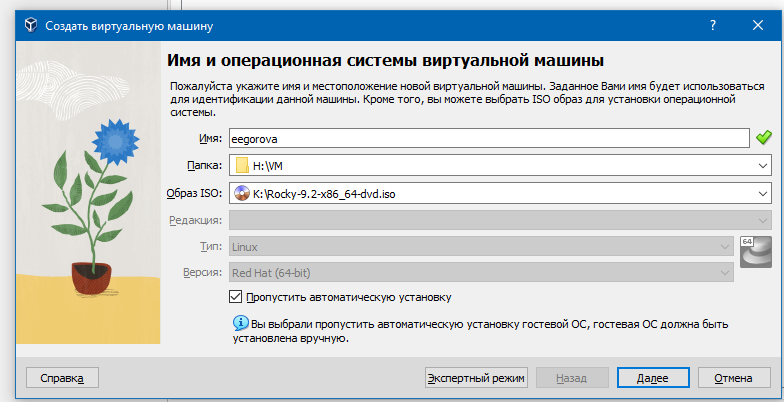 Создать виртуальную машину
Имя и операционная системы виртуальной машины
Пожалуйста укажите имя и местоположение новой виртуальной машины. Заданное Вами имя будет использоваться
для идентификации данной машины. Кроме того, вы можете выбрать ISO образ для установки операционной
системы.
Имя: eegorova
Папка: H:\VM
Образ ISO: K:\Rocky-9.2-x86_64-dvd.iso
Редакция:
Тип: Linux
64
Версия: Red Hat (64-bit)
Пропустить автоматическую установку
Вы выбрали пропустить автоматическую установку гостевой ОС, гостевая ОС должна быть
установлена вручную.
Справка Экспертный режим Назад Далее Отмена